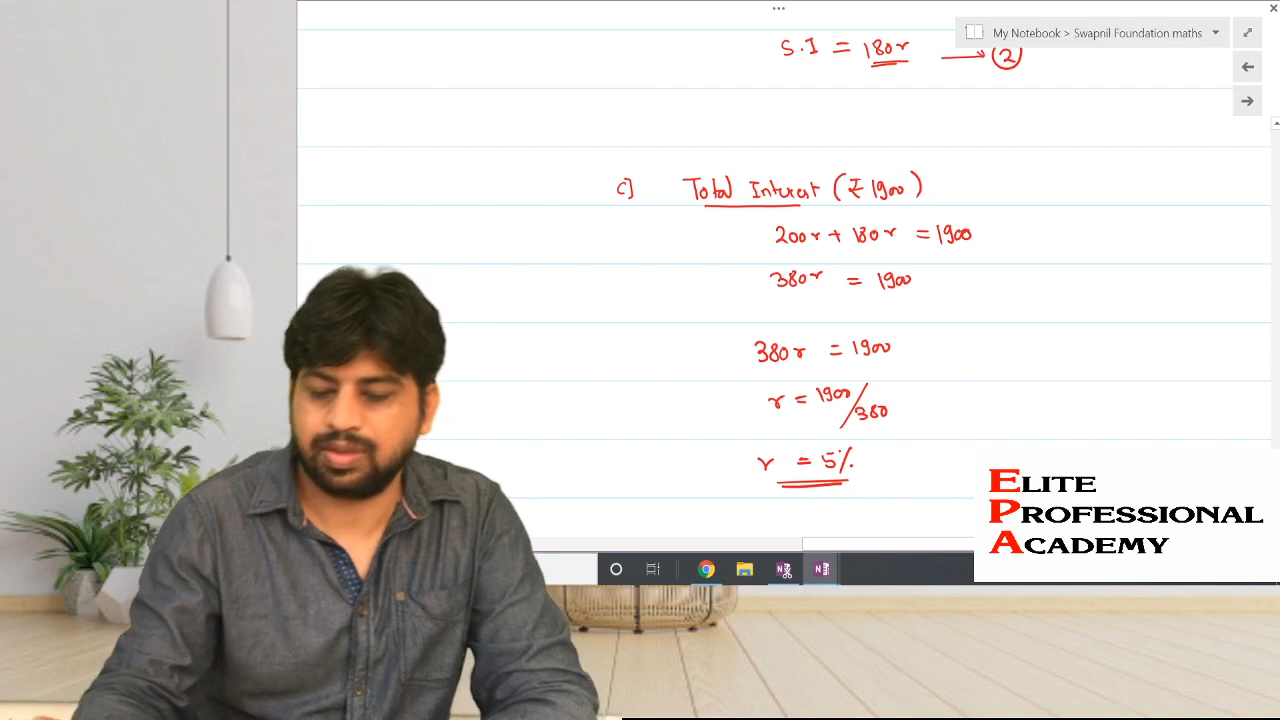 ...
My Notebook > Swapnil Foundation maths
S.I = 180r → 2
c] Total Interest (₹1900)
200r + 180r = 1900
380r = 1900
380r = 1900
r = 1900/380
r = 5%
ELITE
PROFESSIONAL
ACADEMY